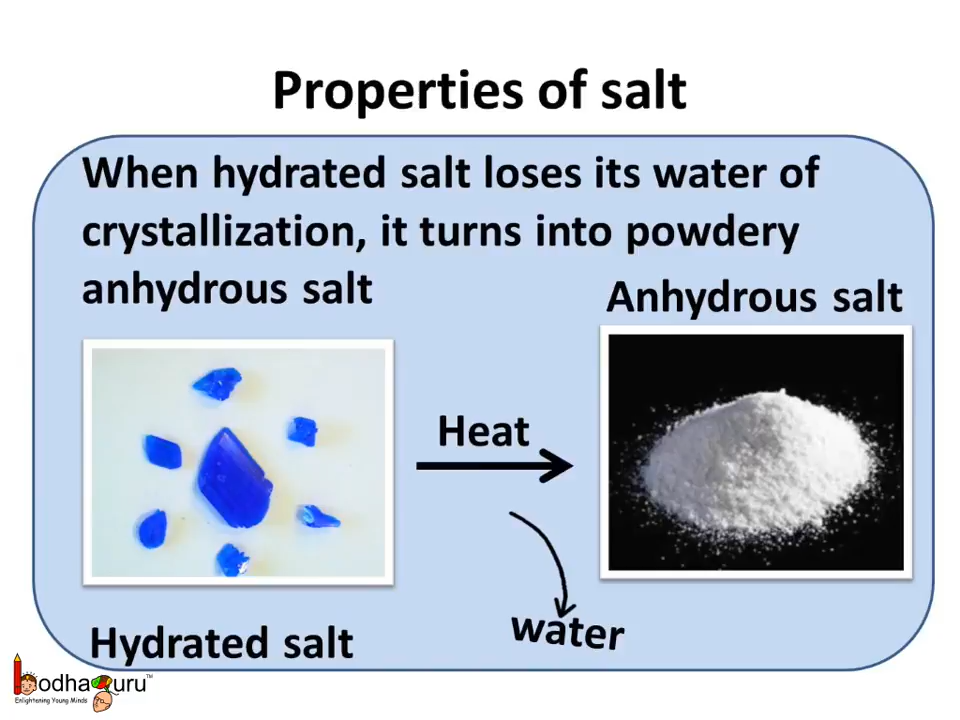 Properties of salt
When hydrated salt loses its water of
crystallization, it turns into powdery
anhydrous salt
Anhydrous salt
Heat
water
Hydrated salt
BodhaGuru™
Enlightening Young Minds